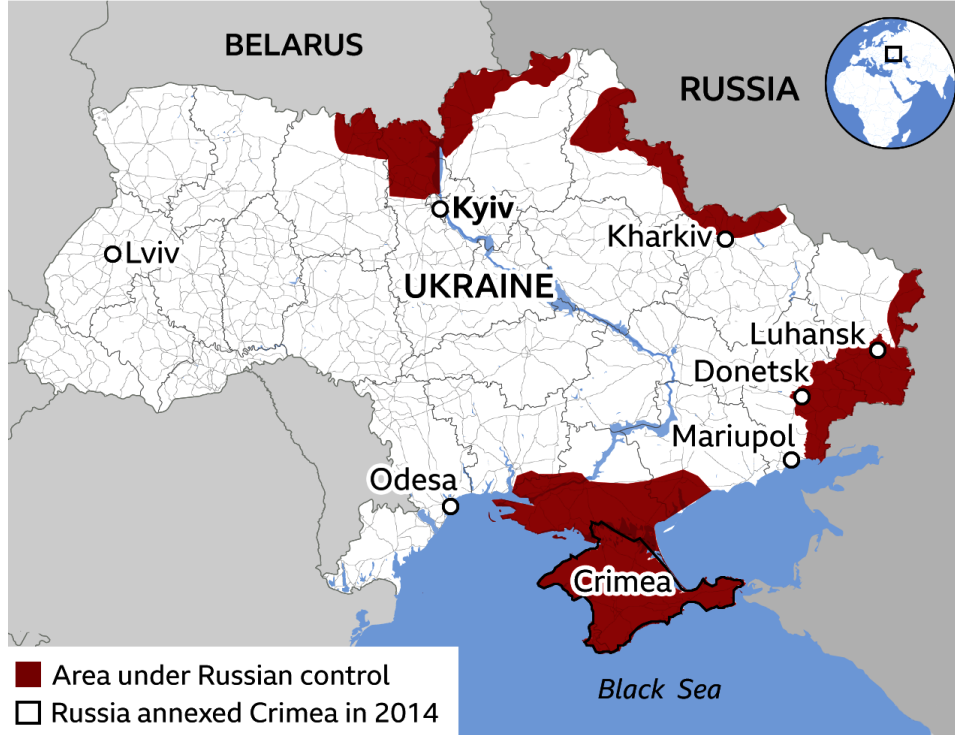 BELARUS
RUSSIA
Kyiv
Kharkiv
Lviv
UKRAINE
Luhansk
Donetsk
Mariupol
Odesa
Crimea
Area under Russian control
Black Sea
Russia annexed Crimea in 2014